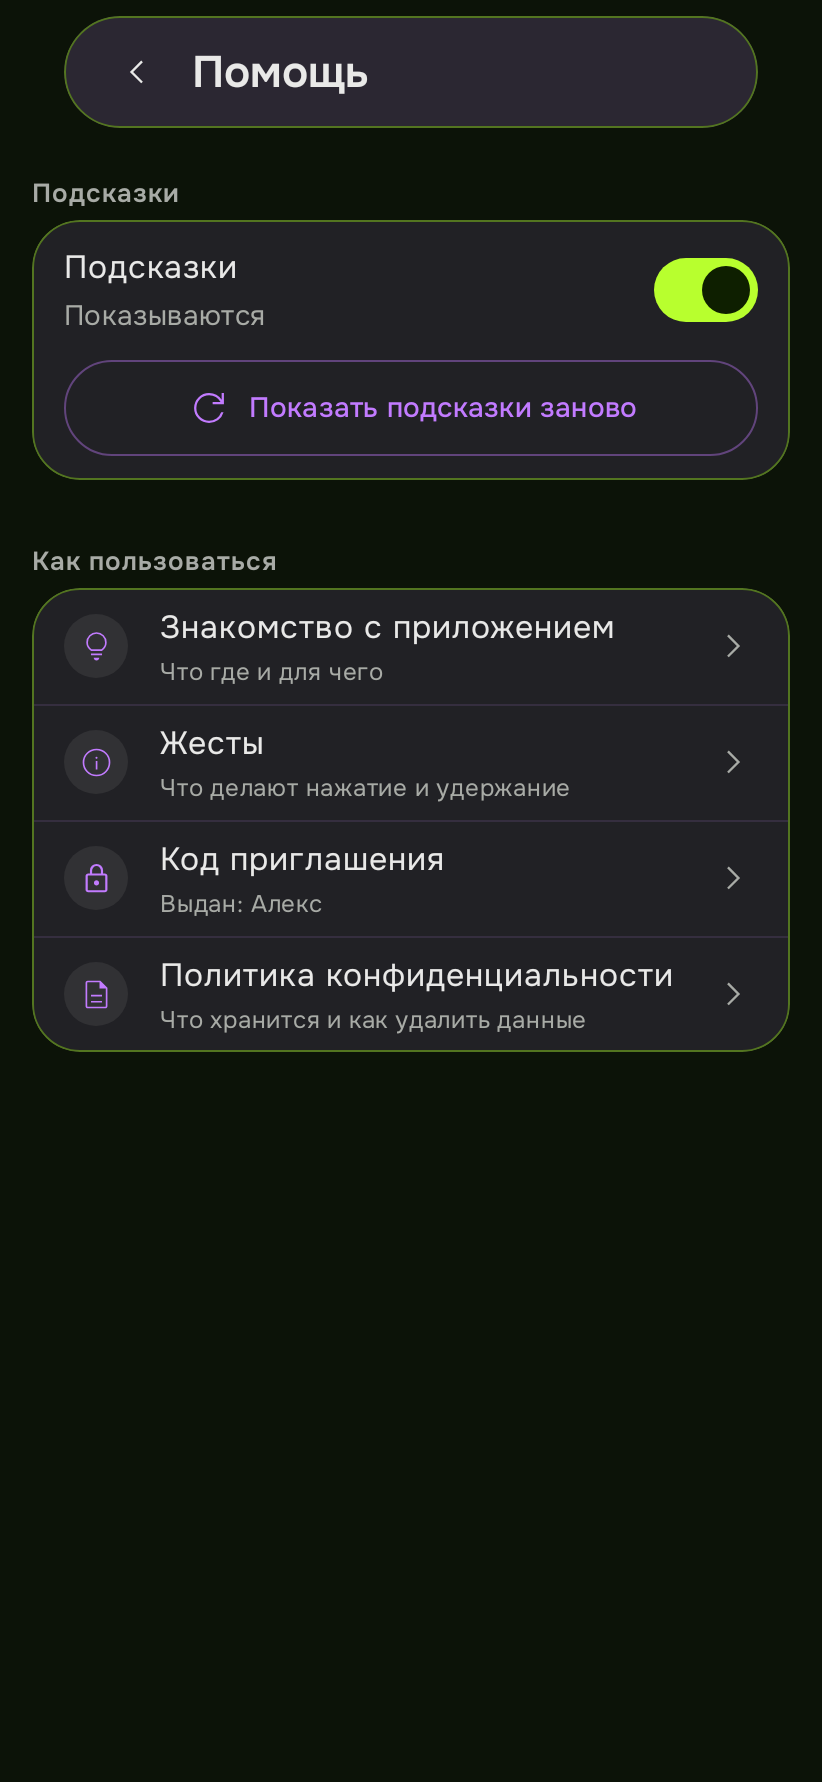 Помощь
Подсказки
Подсказки
Показываются
Показать подсказки заново
Как пользоваться
Знакомство с приложением
Что где и для чего
Жесты
Что делают нажатие и удержание
Код приглашения
Выдан: Алекс
Политика конфиденциальности
Что хранится и как удалить данные